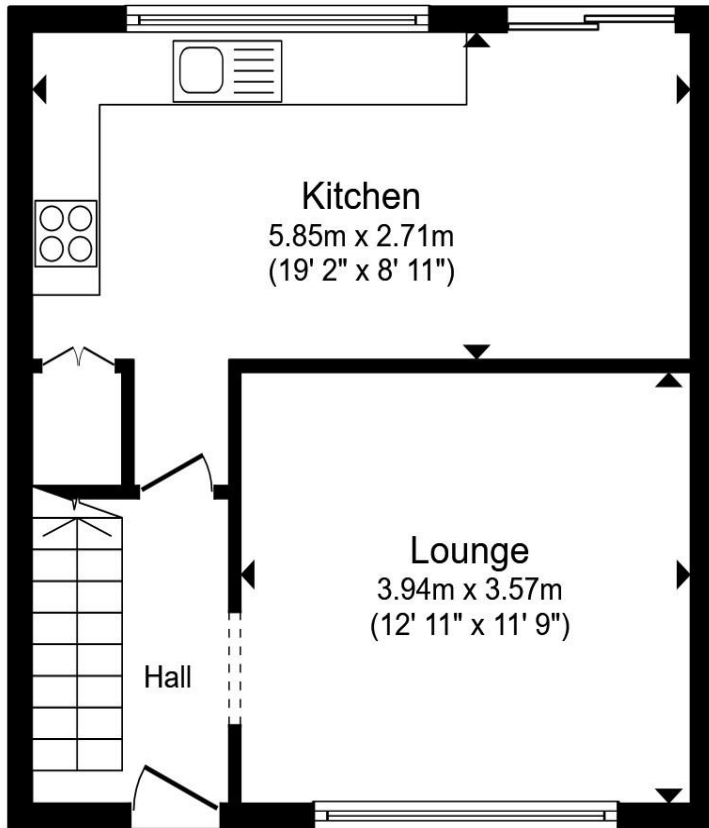 Kitchen
5.85m x 2.71m
(19' 2" x 8' 11")
Lounge
3.94m x 3.57m
(12' 11" x 11' 9")
Hall